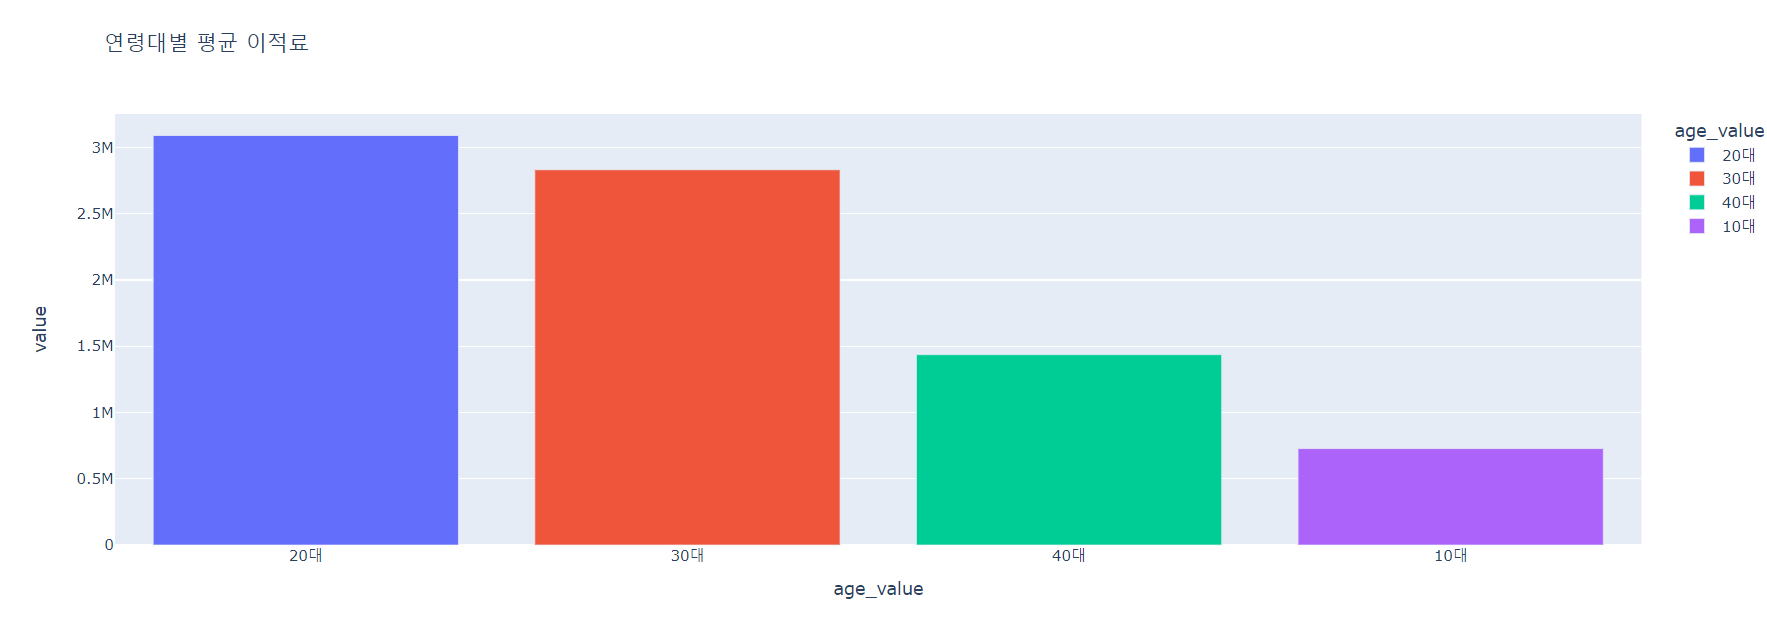 연령대별 평균 이적료
age_value
20대
30대
40대
10대
3M
2.5M
2M
1.5M
1M
0.5M
0
value
20대 30대 40대 10대
age_value